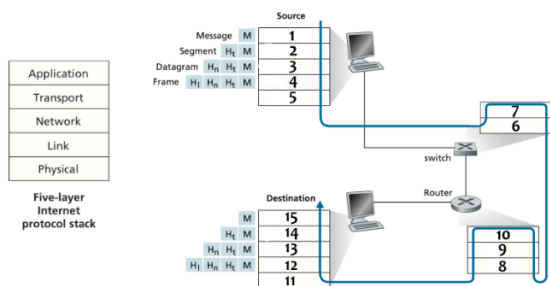 Source
Message M 1
Segment Ht M 2
Datagram Hn Ht M 3
Frame Hl Hn Ht M 4
5
Application
Transport
Network
Link
Physical
Five-layer
Internet
protocol stack
7
6
switch
Router
Destination
M 15
Ht M 14
Hn Ht M 13
Hl Hn Ht M 12
11
10
9
8